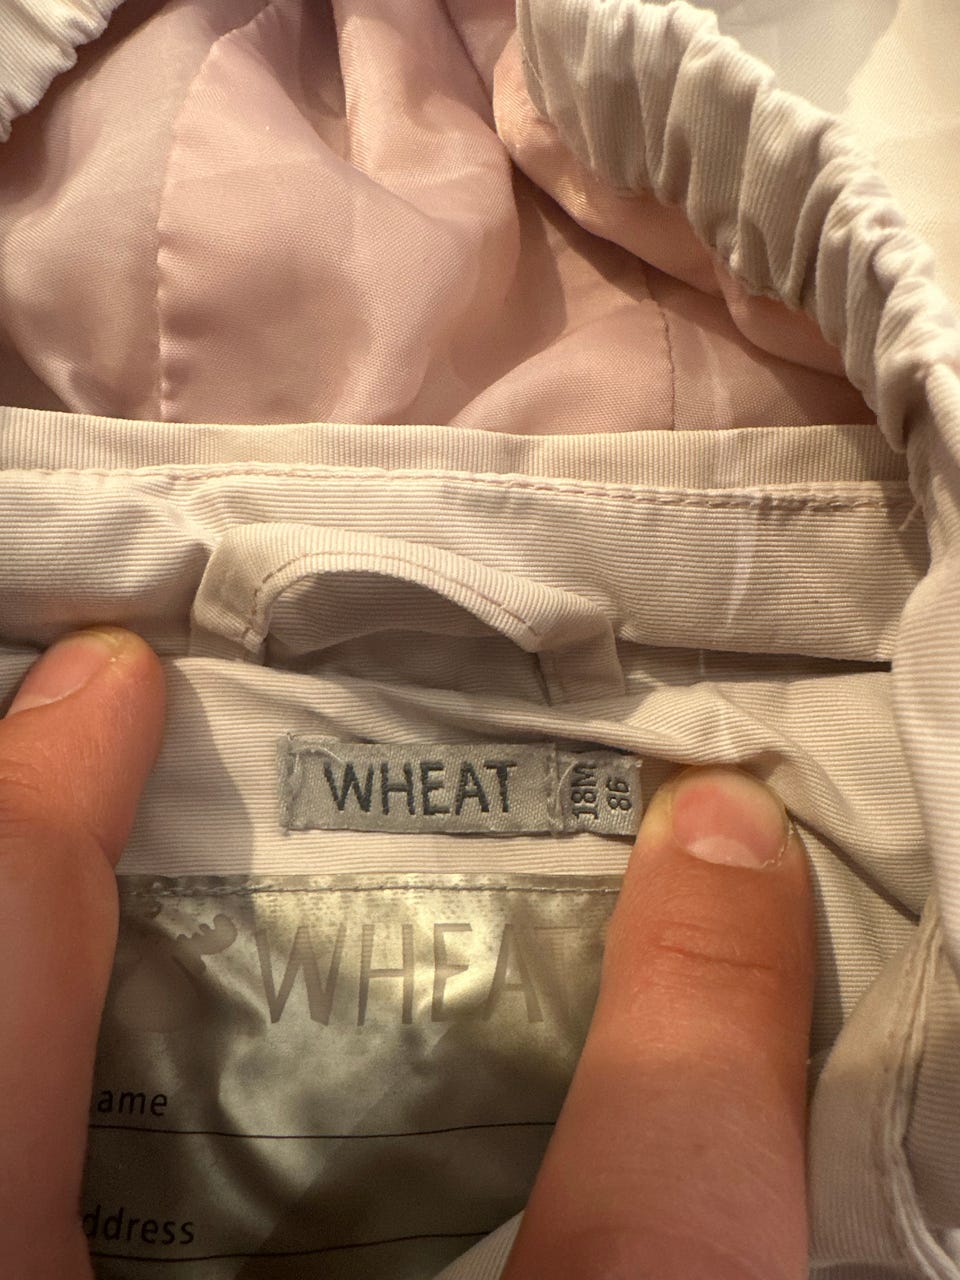 WHEAT
18M
86
WHEAT
ame
ddress